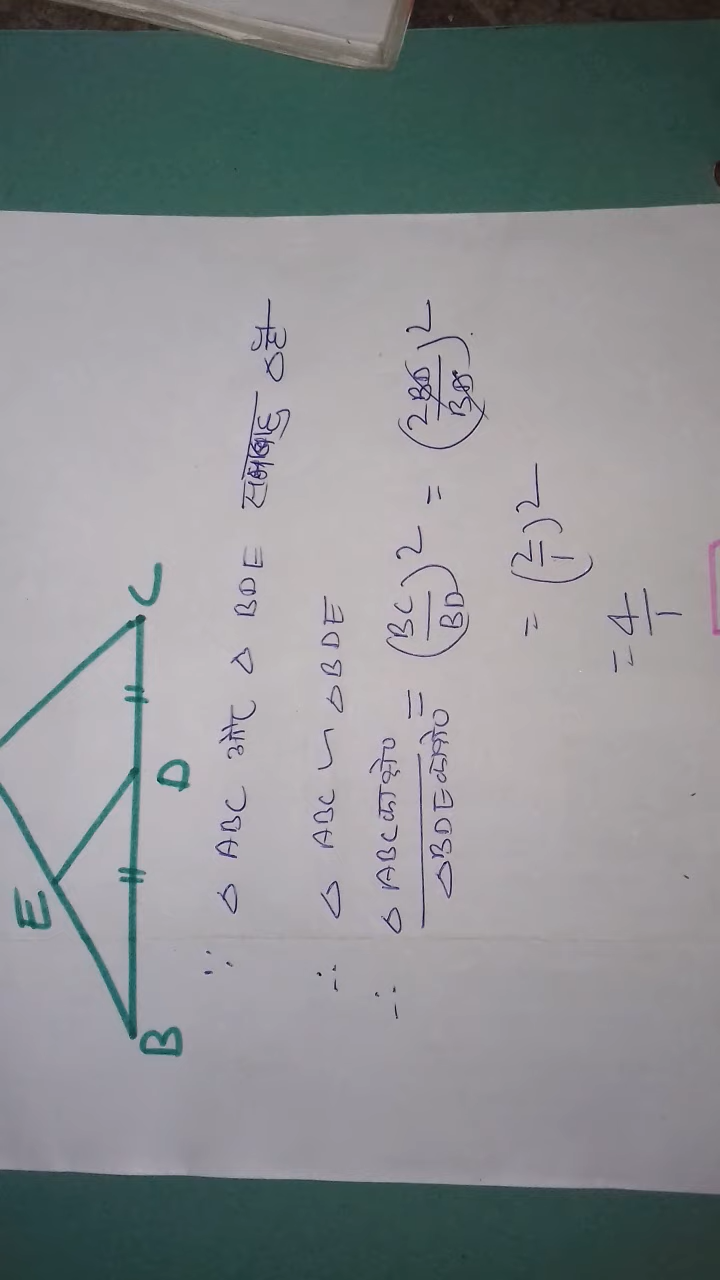 E
B D C
∵ △ ABC और △ BDE समबाहु △ है
∴ △ ABC ∽ △BDE
∴ △ ABC का क्षे० / △BDE का क्षे० = (BC/BD)² = (2BD/BD)²
= (2/1)²
= 4/1